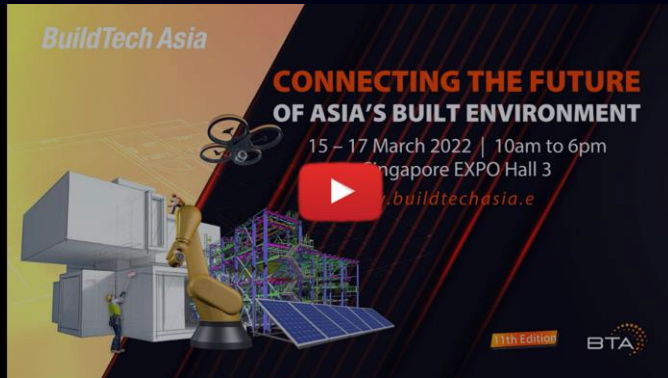 BuildTech Asia
CONNECTING THE FUTURE
OF ASIA'S BUILT ENVIRONMENT
15 – 17 March 2022 | 10am to 6pm
Singapore EXPO Hall 3
.buildtechasia.e
11th Edition
BTA